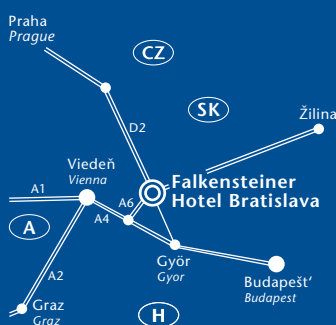 Praha
Prague
CZ
SK
D2
Žilina
Viedeň
Vienna
Falkensteiner
Hotel Bratislava
A1
A6
A4
A
Györ
Gyor
A2
Budapešt‘
Budapest
Graz
Graz
H